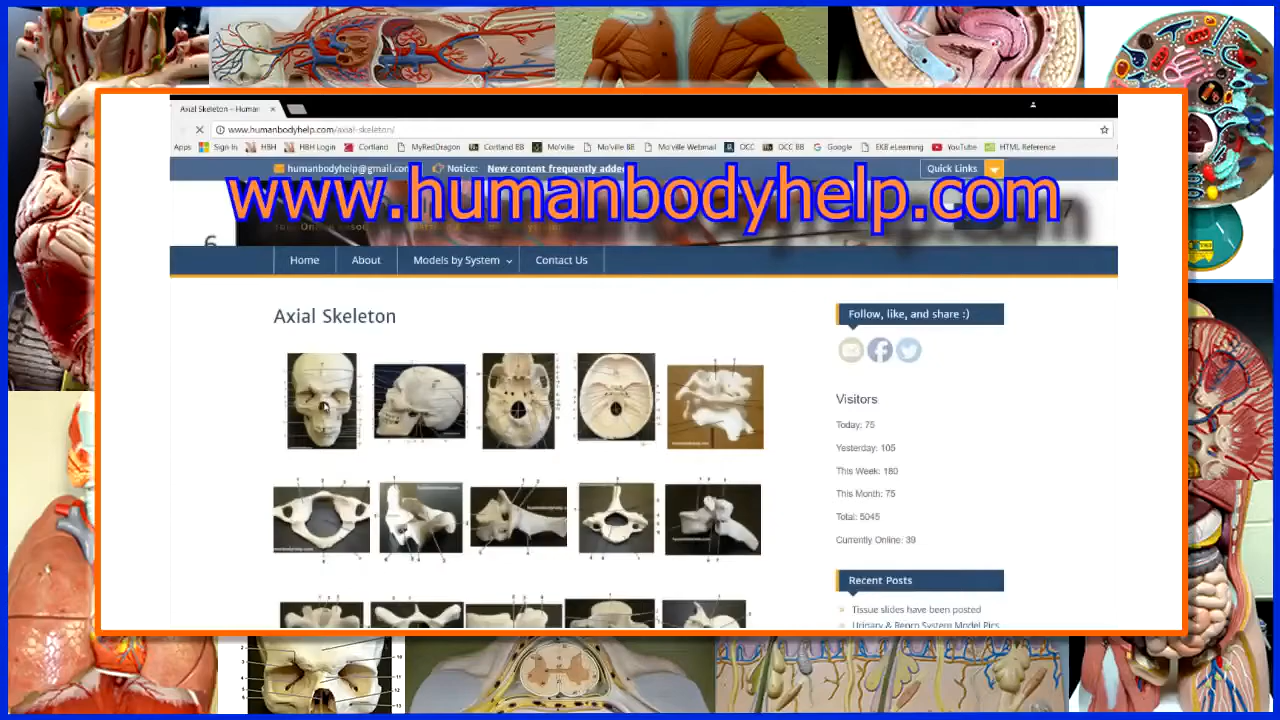 Axial Skeleton – Human
www.humanbodyhelp.com/axial-skeleton/
Apps Sign In HBH HBH Login Cortland MyRedDragon Cortland BB Mo'ville Mo'Ville BB Mo'ville Webmail OCC OCC BB Google EKB eLearning YouTube HTML Reference
humanbodyhelp@gmail.com Notice: New content frequently added Quick Links
www.humanbodyhelp.com
Home About Models by System Contact Us
Axial Skeleton
Follow, like, and share :)
Visitors
Today: 75
Yesterday: 105
This Week: 180
This Month: 75
Total: 5045
Currently Online: 39
Recent Posts
Tissue slides have been posted
Urinary & Repro System Model Pics